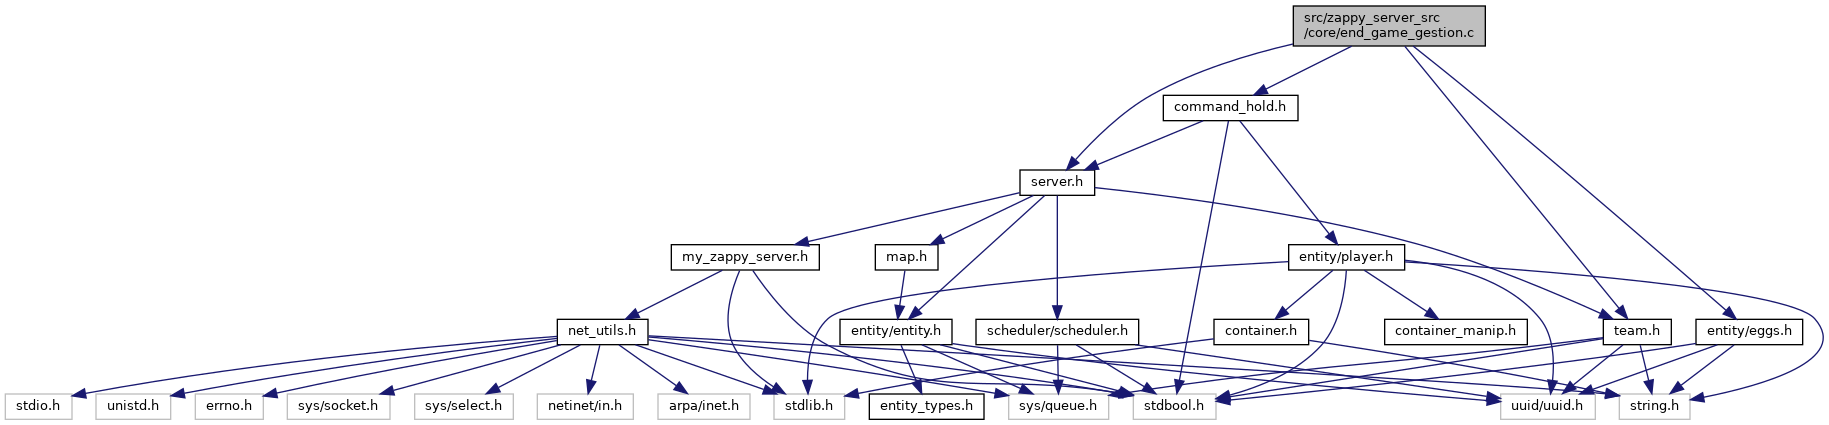 src/zappy_server_src
/core/end_game_gestion.c
command_hold.h
server.h
my_zappy_server.h
map.h
entity/player.h
net_utils.h
entity/entity.h
scheduler/scheduler.h
container.h
container_manip.h
team.h
entity/eggs.h
stdio.h
unistd.h
errno.h
sys/socket.h
sys/select.h
netinet/in.h
arpa/inet.h
stdlib.h
entity_types.h
sys/queue.h
stdbool.h
uuid/uuid.h
string.h